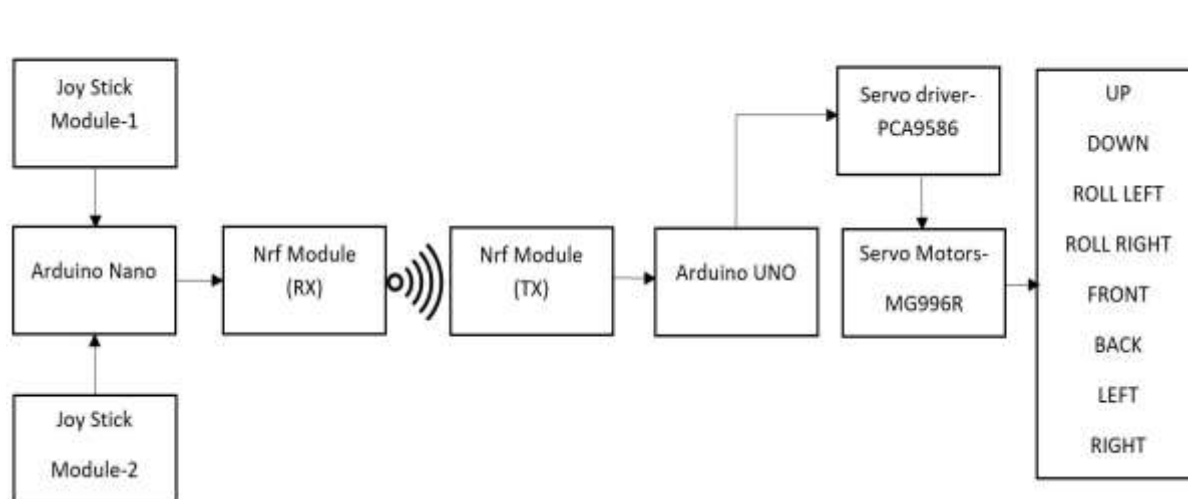 Joy Stick
Module-1
Arduino Nano
Joy Stick
Module-2
Nrf Module
(RX)
Nrf Module
(TX)
Arduino UNO
Servo driver-
PCA9586
Servo Motors-
MG996R
UP
DOWN
ROLL LEFT
ROLL RIGHT
FRONT
BACK
LEFT
RIGHT